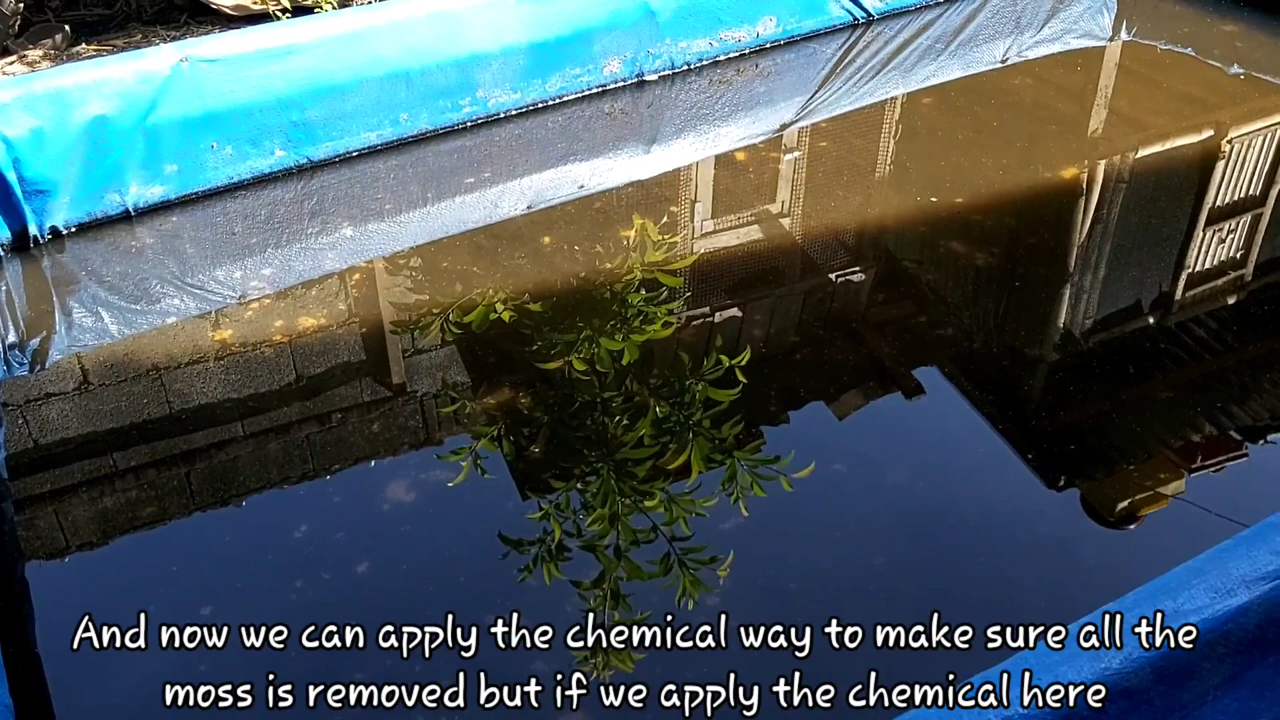 And now we can apply the chemical way to make sure all the
moss is removed but if we apply the chemical here